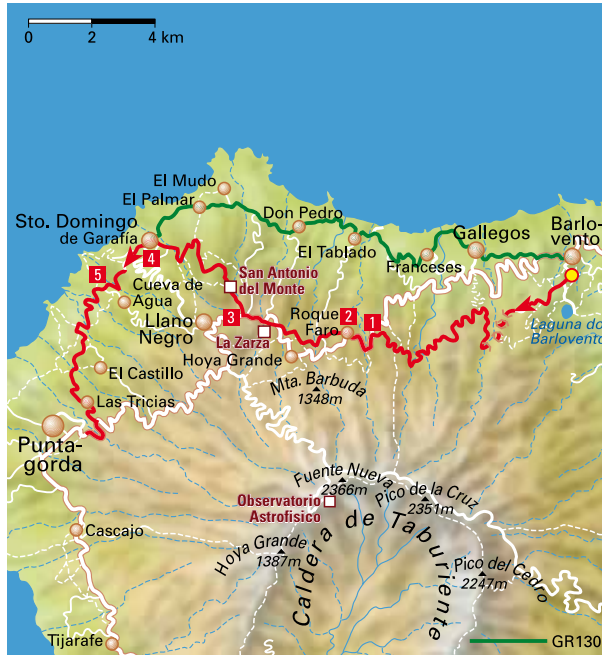 0 2 4 km
El Mudo
El Palmar
Sto. Domingo
de Garafía
Don Pedro
El Tablado
Gallegos
Franceses
Barlo-
vento
4
5
San Antonio
del Monte
Cueva de
Agua
Llano
Negro
3
La Zarza
Roque
Faro
2
1
Laguna de
Barlovento
Hoya Grande
Mta. Barbuda
1348m
El Castillo
Las Tricias
Punta-
gorda
Fuente Nueva
2366m
Pico de la Cruz
2351m
Observatorio
Astrofisico
Cascajo
Hoya Grande
1387m
Caldera de Taburiente
Pico del Cedro
2247m
Tijarafe
GR130